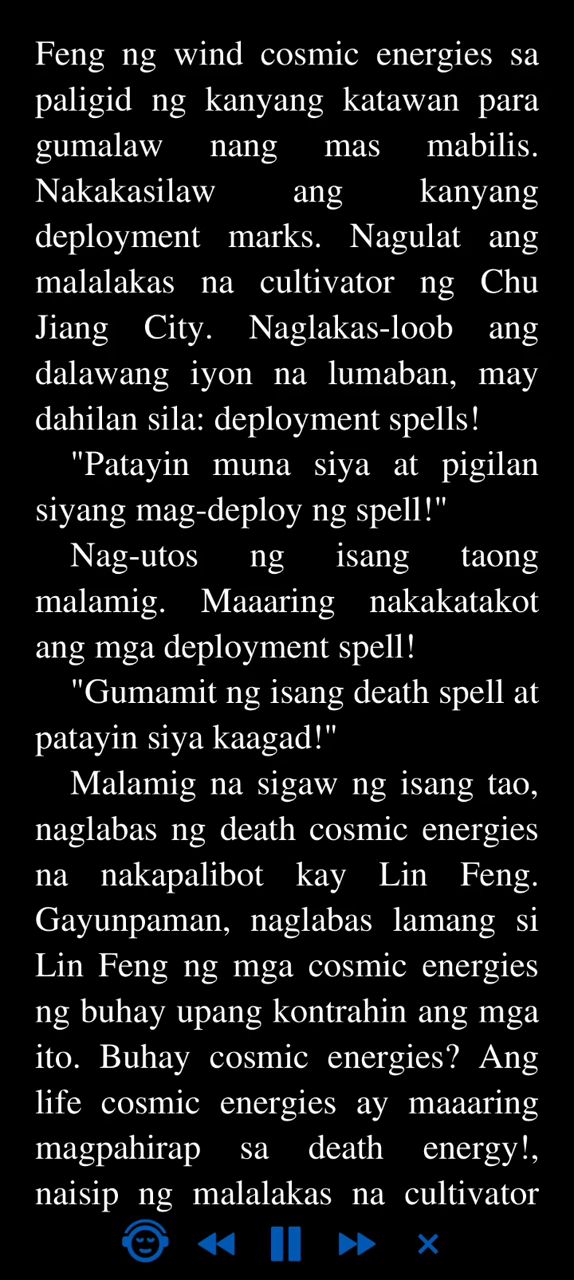 Feng ng wind cosmic energies sa
paligid ng kanyang katawan para
gumalaw nang mas mabilis.
Nakakasilaw ang kanyang
deployment marks. Nagulat ang
malalakas na cultivator ng Chu
Jiang City. Naglakas-loob ang
dalawang iyon na lumaban, may
dahilan sila: deployment spells!
"Patayin muna siya at pigilan
siyang mag-deploy ng spell!"
Nag-utos ng isang taong
malamig. Maaaring nakakatakot
ang mga deployment spell!
"Gumamit ng isang death spell at
patayin siya kaagad!"
Malamig na sigaw ng isang tao,
naglabas ng death cosmic energies
na nakapalibot kay Lin Feng.
Gayunpaman, naglabas lamang si
Lin Feng ng mga cosmic energies
ng buhay upang kontrahin ang mga
ito. Buhay cosmic energies? Ang
life cosmic energies ay maaaring
magpahirap sa death energy!,
naisip ng malalakas na cultivator